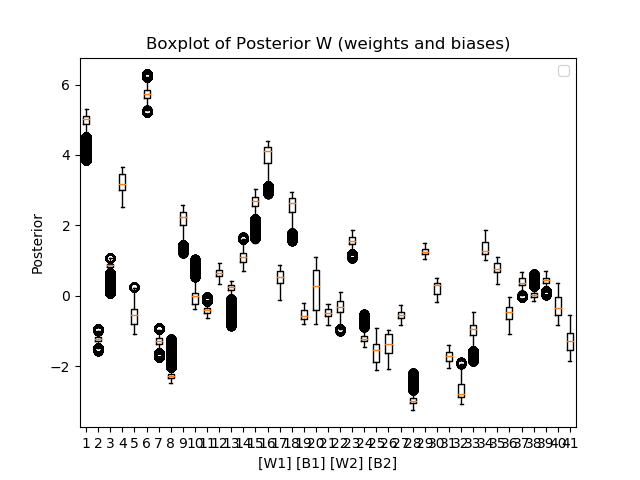 Boxplot of Posterior W (weights and biases)
6
4
2
0
−2
Posterior
1 2 3 4 5 6 7 8 9 10 11 12 13 14 15 16 17 18 19 20 21 22 23 24 25 26 27 28 29 30 31 32 33 34 35 36 37 38 39 40 41
[W1] [B1] [W2] [B2]